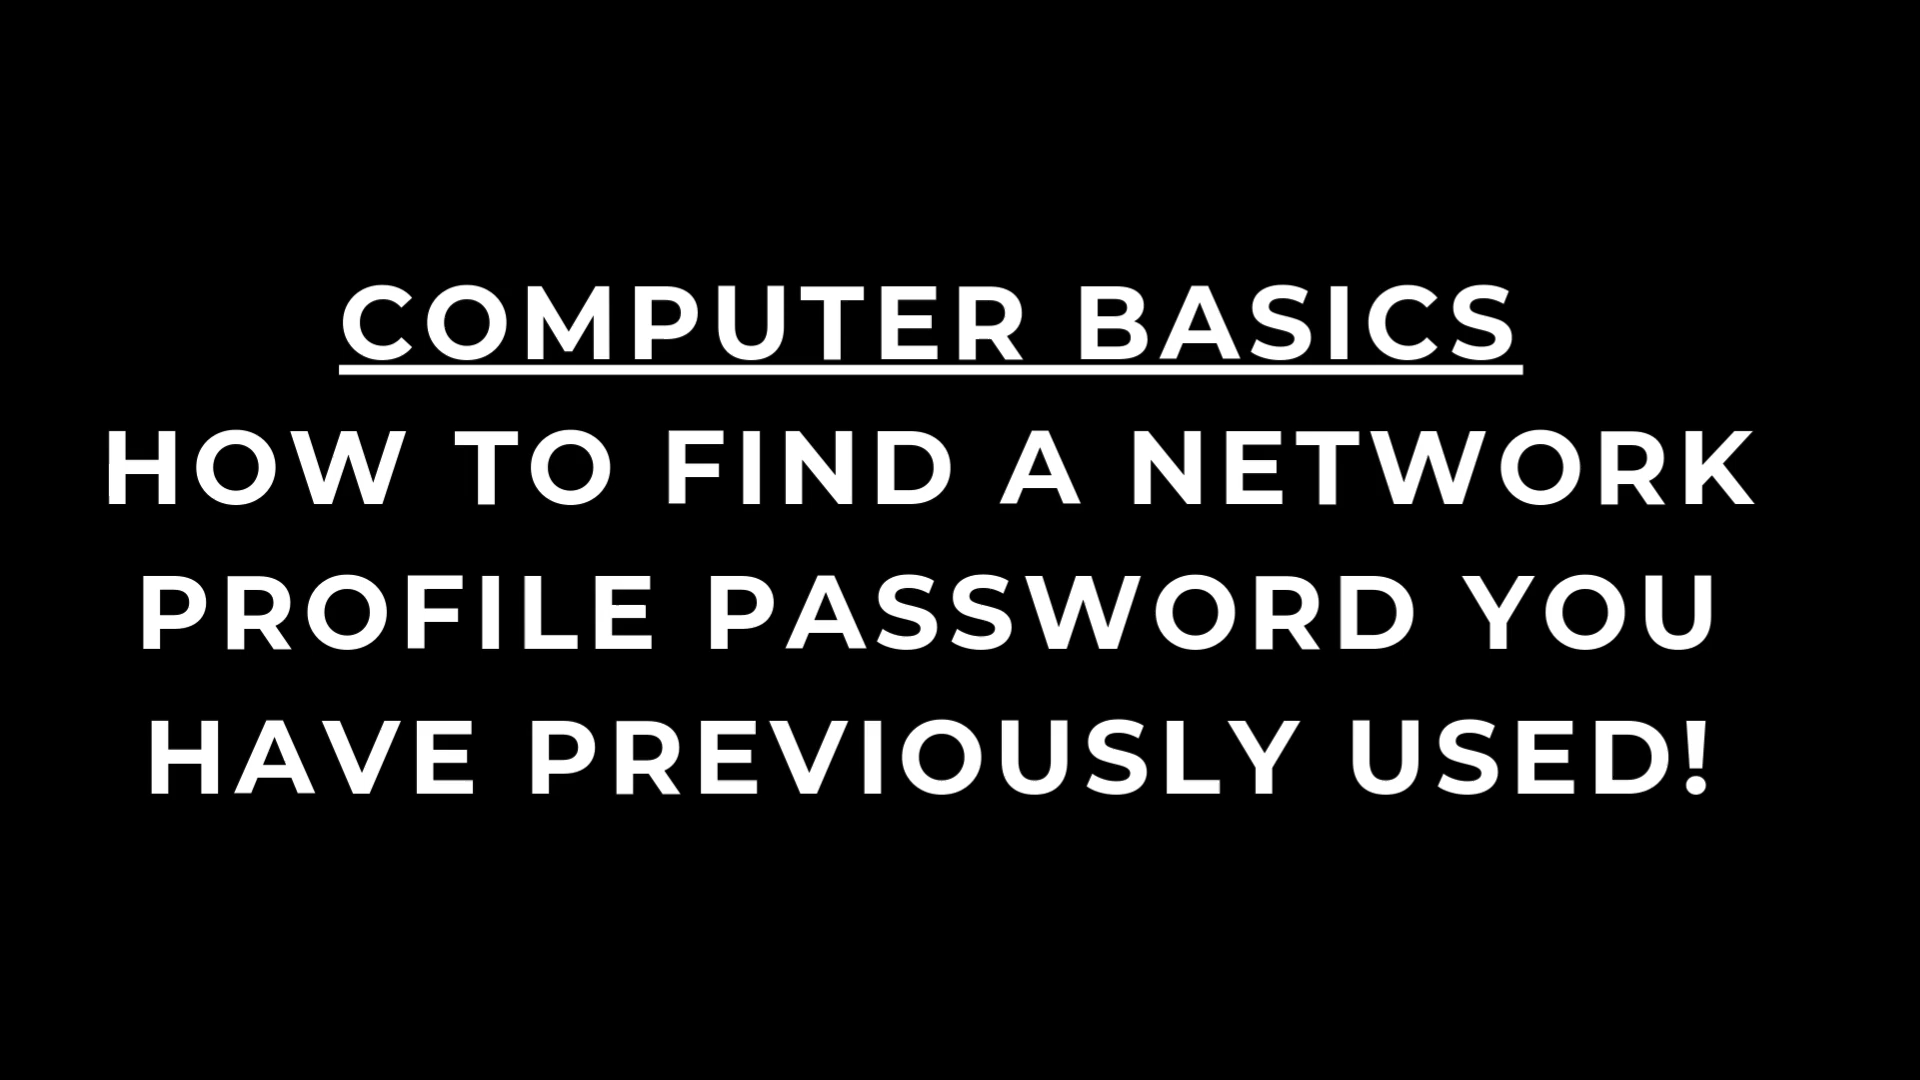 COMPUTER BASICS
HOW TO FIND A NETWORK
PROFILE PASSWORD YOU
HAVE PREVIOUSLY USED!